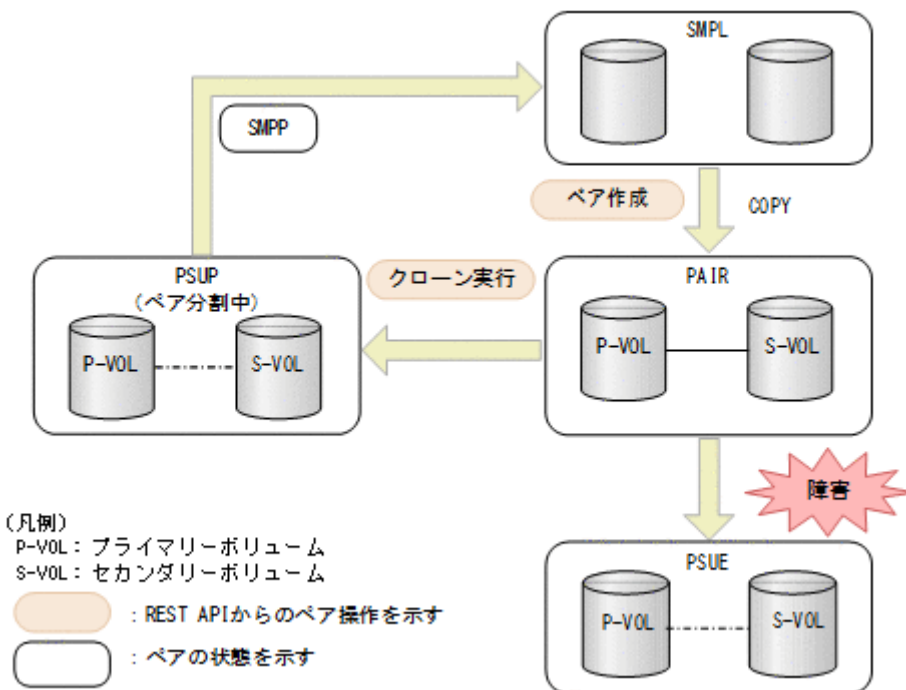 SMPL
SMPP
ペア作成
COPY
PSUP
(ペア分割中)
P-VOL
S-VOL
クローン実行
PAIR
P-VOL
S-VOL
障害
PSUE
P-VOL
S-VOL
(凡例)
P-VOL: プライマリーボリューム
S-VOL: セカンダリーボリューム
: REST APIからのペア操作を示す
: ペアの状態を示す